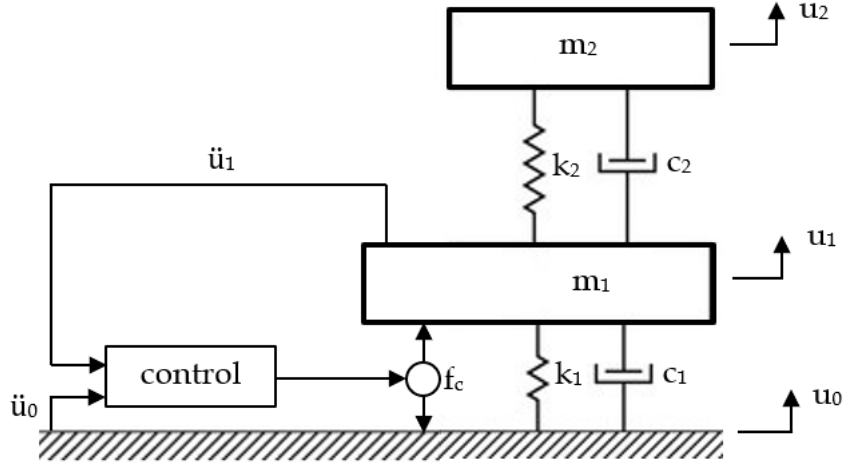 u₂
m₂
ü₁
k₂
c₂
u₁
m₁
control
f꜀
k₁
c₁
ü₀
u₀